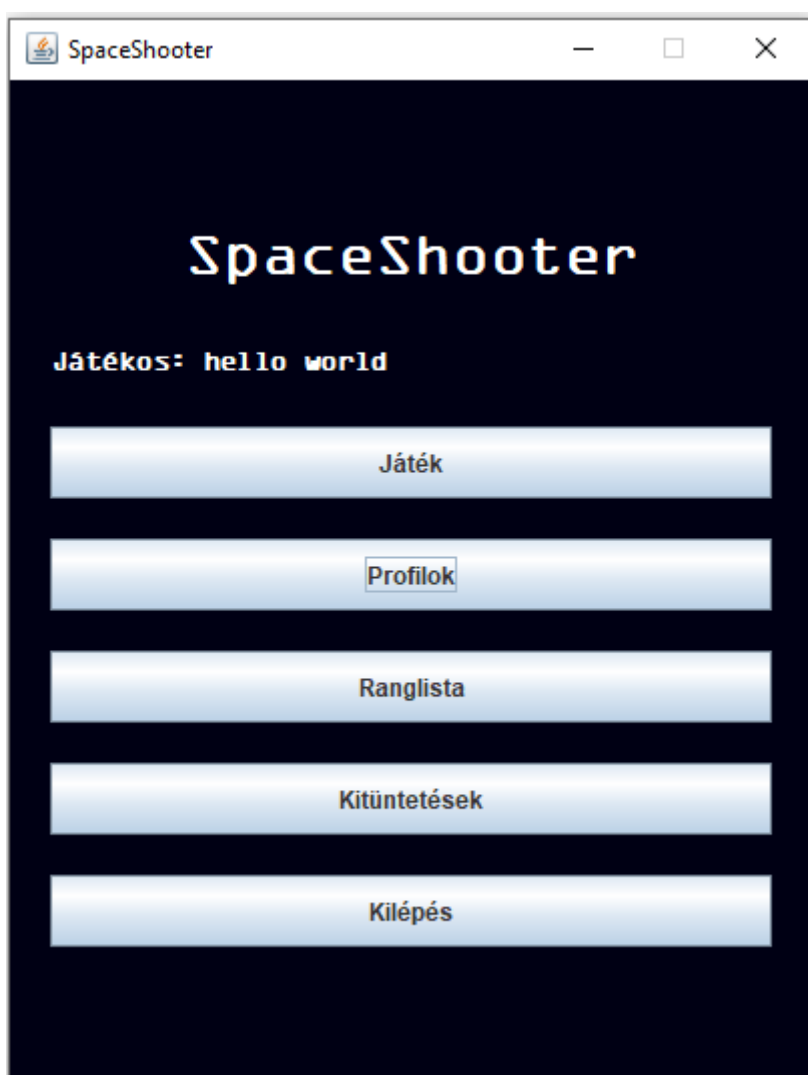 SpaceShooter
SpaceShooter
Játékos: hello world
Játék
Profilok
Ranglista
Kitüntetések
Kilépés